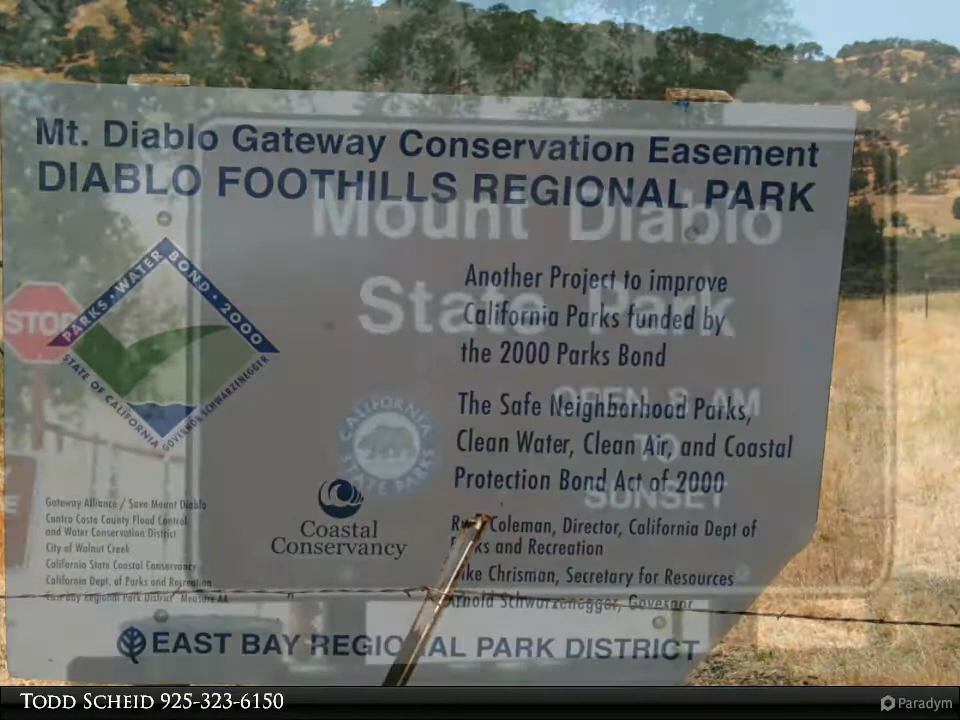 Mt. Diablo Gateway Conservation Easement
DIABLO FOOTHILLS REGIONAL PARK
Mount Diablo
State Park
OPEN 8 AM
TO
SUNSET
STOP
PARKS • WATER BOND • 2000
STATE OF CALIFORNIA
GOVERNOR SCHWARZENEGGER
CALIFORNIA
STATE PARKS
Another Project to improve
California Parks funded by
the 2000 Parks Bond
The Safe Neighborhood Parks,
Clean Water, Clean Air, and Coastal
Protection Bond Act of 2000
Coastal
Conservancy
Gateway Alliance / Save Mount Diablo
Contra Costa County Flood Control
and Water Conservation District
City of Walnut Creek
California State Coastal Conservancy
California Dept. of Parks and Recreation
East Bay Regional Park District Measure AA
Coleman, Director, California Dept of
and Recreation
Chrisman, Secretary for Resources
Arnold Schwarzenegger, Governor
EAST BAY REGIONAL PARK DISTRICT
TODD SCHEID 925-323-6150
Paradym